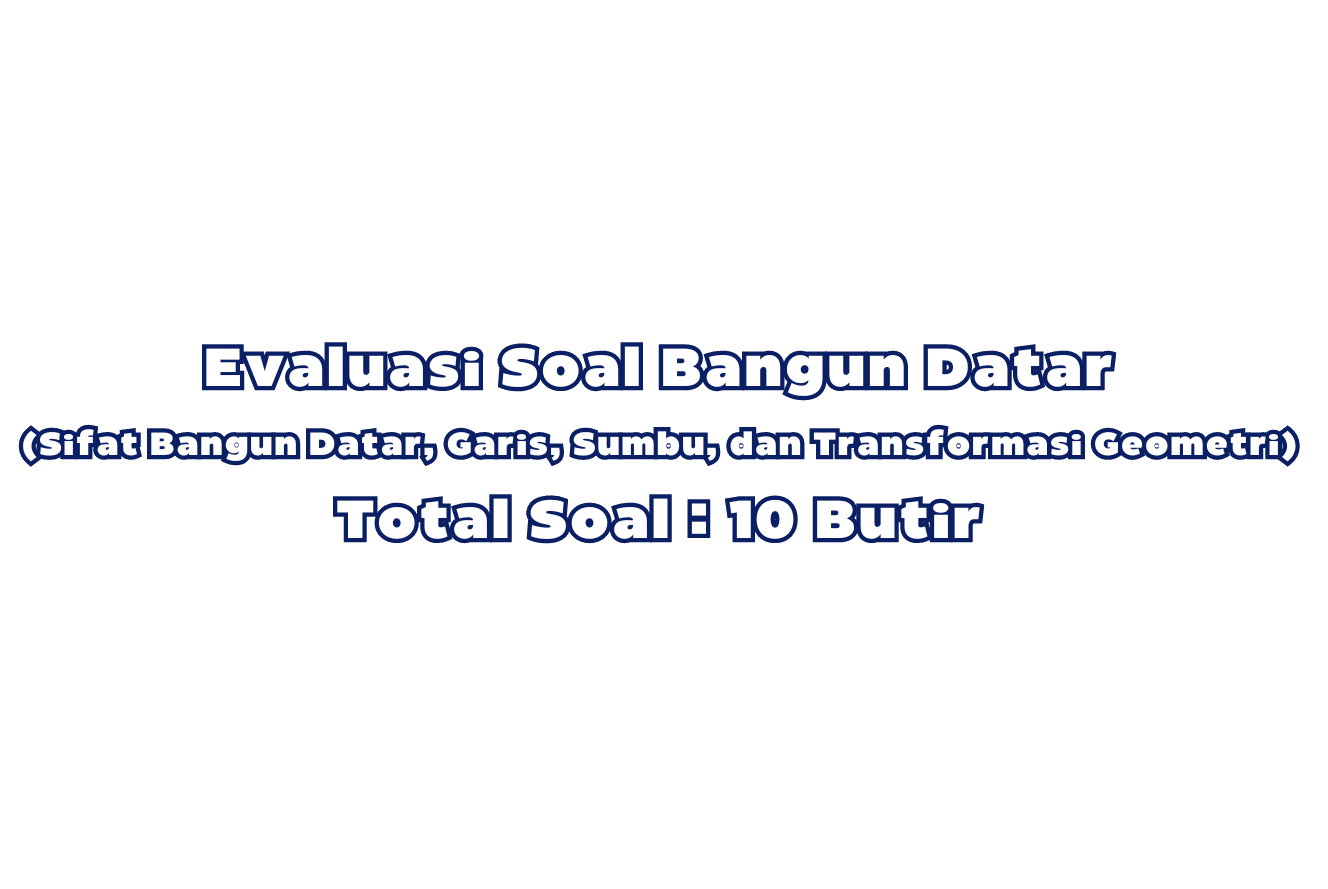 Evaluasi Soal Bangun Datar
(Sifat Bangun Datar, Garis, Sumbu, dan Transformasi Geometri)
Total Soal : 10 Butir